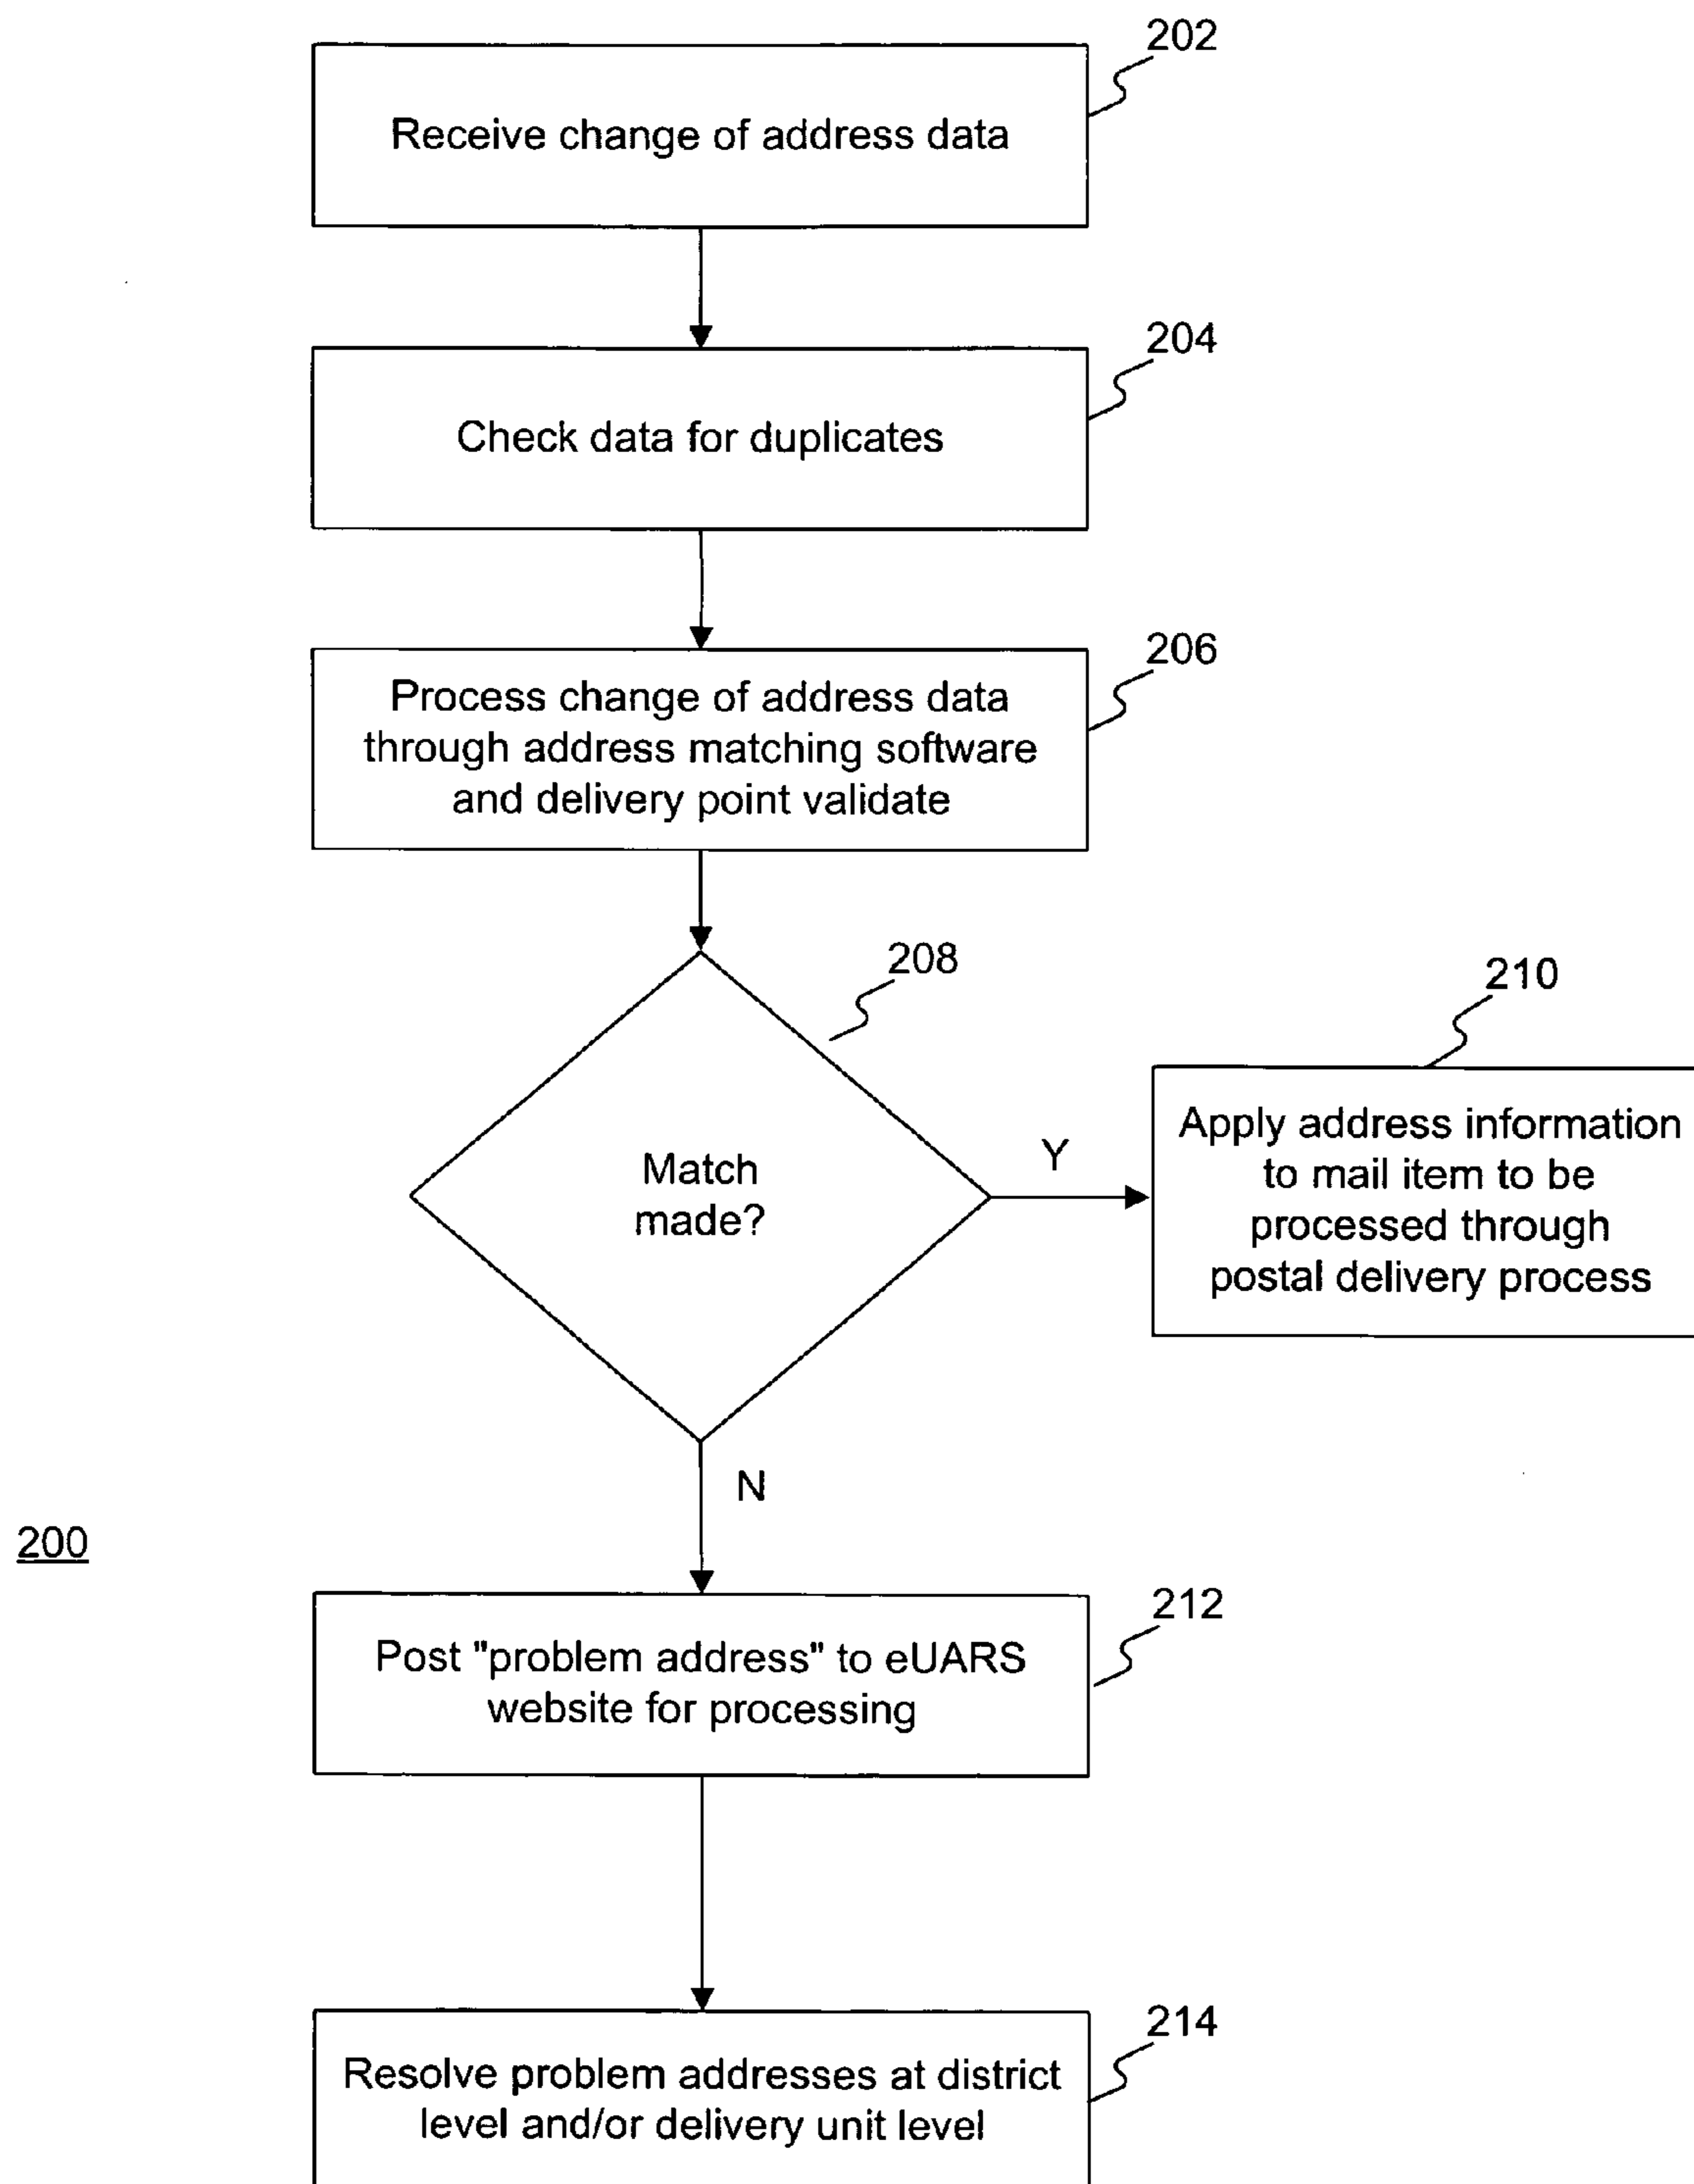 202
Receive change of address data
204
Check data for duplicates
206
Process change of address data
through address matching software
and delivery point validate
208
Match
made?
Y
210
Apply address information
to mail item to be
processed through
postal delivery process
N
200
212
Post "problem address" to eUARS
website for processing
214
Resolve problem addresses at district
level and/or delivery unit level